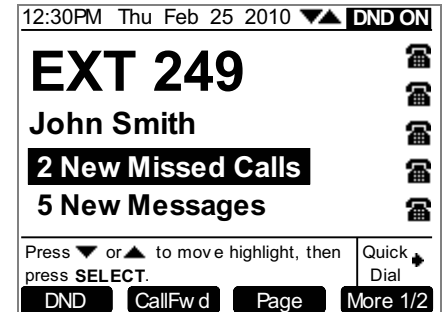 12:30PM Thu Feb 25 2010 ▼▲ DND ON
EXT 249
John Smith
2 New Missed Calls
5 New Messages
Press ▼ or ▲ to move highlight, then
press SELECT.
Quick
Dial
DND CallFwd Page More 1/2